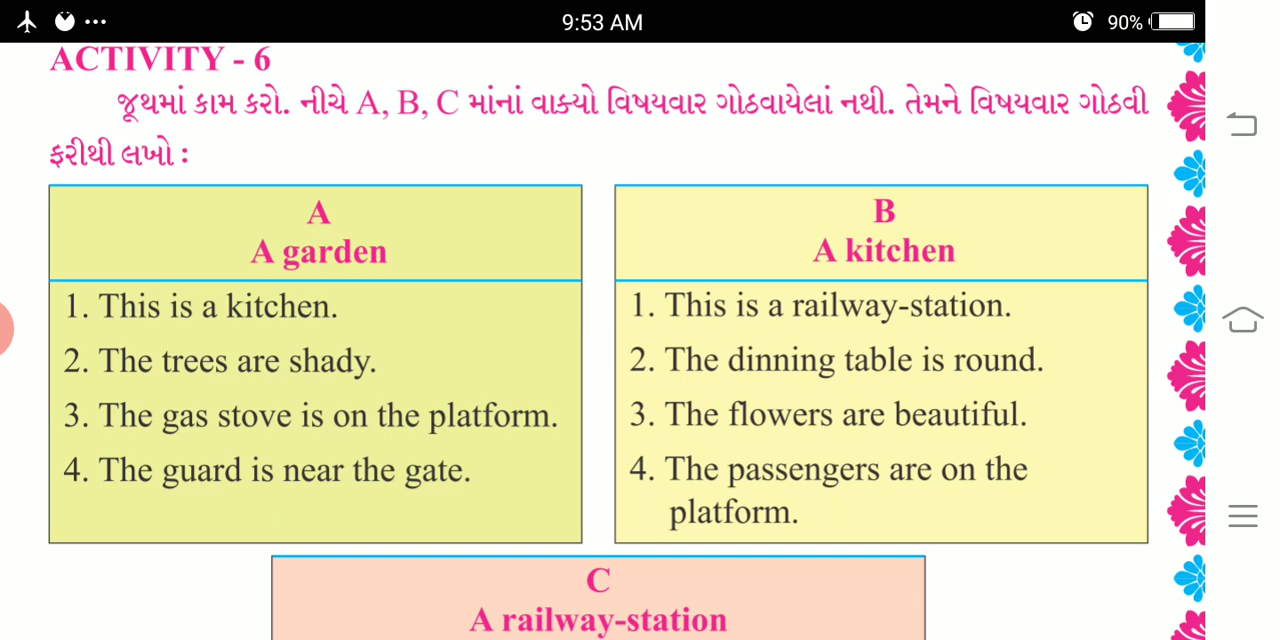 9:53 AM
90%
ACTIVITY - 6
જૂથમાં કામ કરો. નીચે A, B, C માંનાં વાક્યો વિષયવાર ગોઠવાયેલાં નથી. તેમને વિષયવાર ગોઠવી
ફરીથી લખો :
A
A garden
1. This is a kitchen.
2. The trees are shady.
3. The gas stove is on the platform.
4. The guard is near the gate.
B
A kitchen
1. This is a railway-station.
2. The dinning table is round.
3. The flowers are beautiful.
4. The passengers are on the
platform.
C
A railway-station